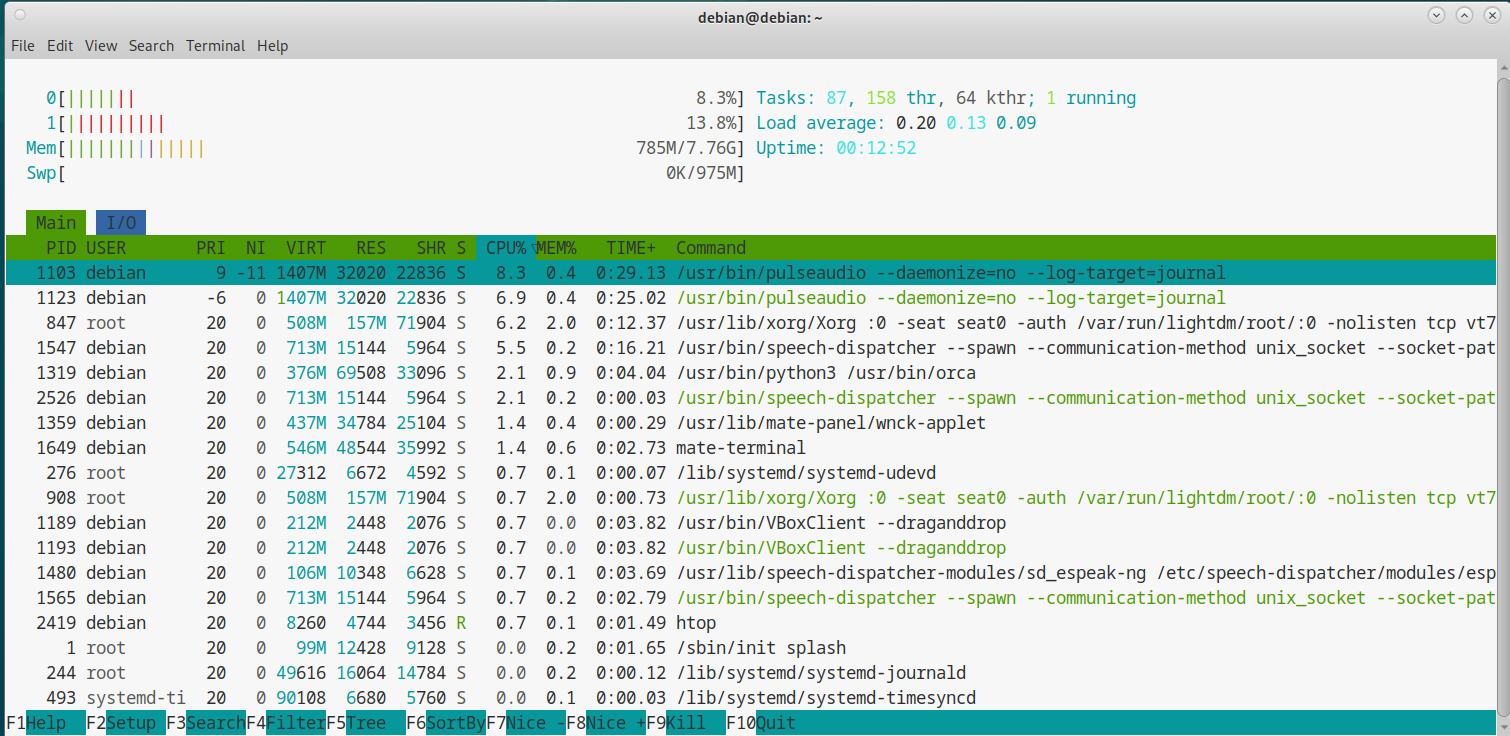 debian@debian: ~
File Edit View Search Terminal Help
0[||||||| 8.3%] Tasks: 87, 158 thr, 64 kthr; 1 running
1[|||||||||| 13.8%] Load average: 0.20 0.13 0.09
Mem[|||||||||||||| 785M/7.76G] Uptime: 00:12:52
Swp[ 0K/975M]
Main I/O
PID USER PRI NI VIRT RES SHR S CPU%▽MEM% TIME+ Command
1103 debian 9 -11 1407M 32020 22836 S 8.3 0.4 0:29.13 /usr/bin/pulseaudio --daemonize=no --log-target=journal
1123 debian -6 0 1407M 32020 22836 S 6.9 0.4 0:25.02 /usr/bin/pulseaudio --daemonize=no --log-target=journal
847 root 20 0 508M 157M 71904 S 6.2 2.0 0:12.37 /usr/lib/xorg/Xorg :0 -seat seat0 -auth /var/run/lightdm/root/:0 -nolisten tcp vt7
1547 debian 20 0 713M 15144 5964 S 5.5 0.2 0:16.21 /usr/bin/speech-dispatcher --spawn --communication-method unix_socket --socket-pat
1319 debian 20 0 376M 69508 33096 S 2.1 0.9 0:04.04 /usr/bin/python3 /usr/bin/orca
2526 debian 20 0 713M 15144 5964 S 2.1 0.2 0:00.03 /usr/bin/speech-dispatcher --spawn --communication-method unix_socket --socket-pat
1359 debian 20 0 437M 34784 25104 S 1.4 0.4 0:00.29 /usr/lib/mate-panel/wnck-applet
1649 debian 20 0 546M 48544 35992 S 1.4 0.6 0:02.73 mate-terminal
276 root 20 0 27312 6672 4592 S 0.7 0.1 0:00.07 /lib/systemd/systemd-udevd
908 root 20 0 508M 157M 71904 S 0.7 2.0 0:00.73 /usr/lib/xorg/Xorg :0 -seat seat0 -auth /var/run/lightdm/root/:0 -nolisten tcp vt7
1189 debian 20 0 212M 2448 2076 S 0.7 0.0 0:03.82 /usr/bin/VBoxClient --draganddrop
1193 debian 20 0 212M 2448 2076 S 0.7 0.0 0:03.82 /usr/bin/VBoxClient --draganddrop
1480 debian 20 0 106M 10348 6628 S 0.7 0.1 0:03.69 /usr/lib/speech-dispatcher-modules/sd_espeak-ng /etc/speech-dispatcher/modules/esp
1565 debian 20 0 713M 15144 5964 S 0.7 0.2 0:02.79 /usr/bin/speech-dispatcher --spawn --communication-method unix_socket --socket-pat
2419 debian 20 0 8260 4744 3456 R 0.7 0.1 0:01.49 htop
1 root 20 0 99M 12428 9128 S 0.0 0.2 0:01.65 /sbin/init splash
244 root 20 0 49616 16064 14784 S 0.0 0.2 0:00.12 /lib/systemd/systemd-journald
493 systemd-ti 20 0 90108 6680 5760 S 0.0 0.1 0:00.03 /lib/systemd/systemd-timesyncd
F1Help F2Setup F3SearchF4FilterF5Tree F6SortByF7Nice -F8Nice +F9Kill F10Quit